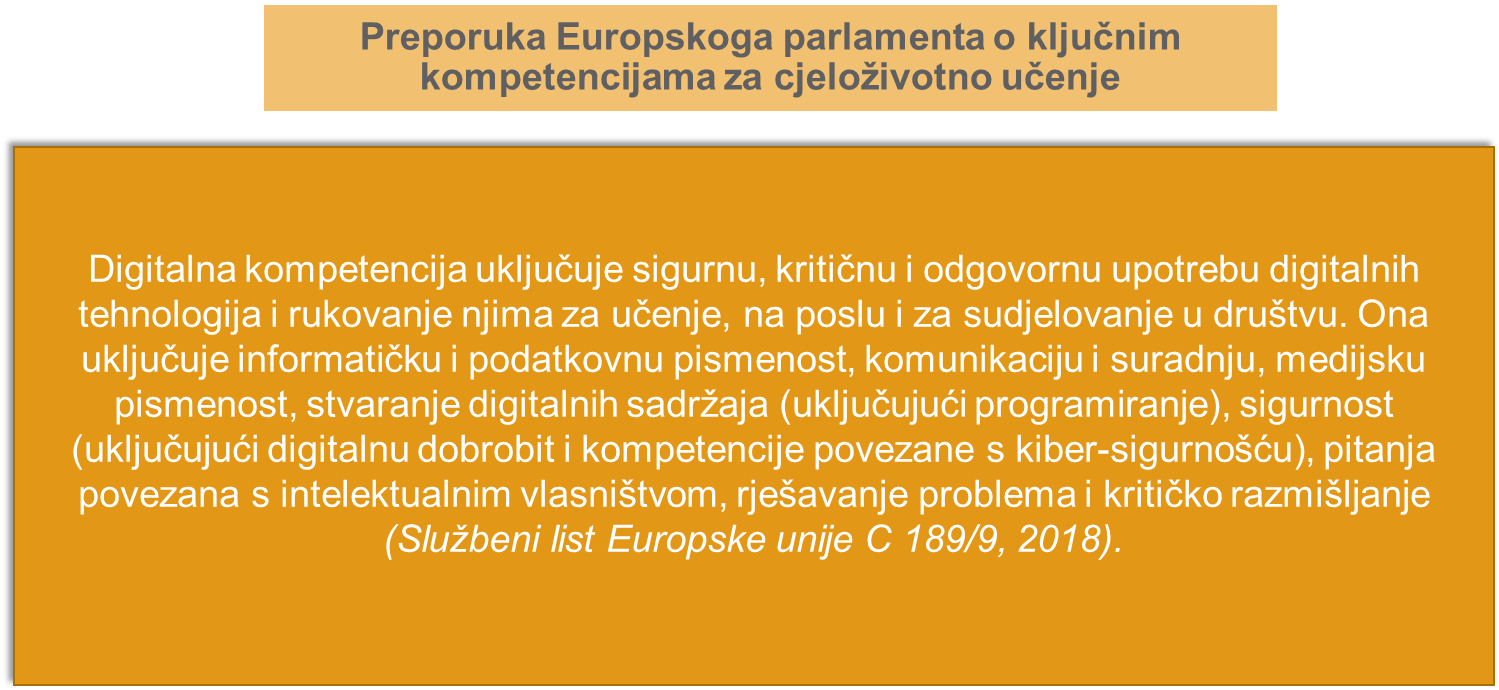 Preporuka Europskoga parlamenta o ključnim
kompetencijama za cjeloživotno učenje
Digitalna kompetencija uključuje sigurnu, kritičnu i odgovornu upotrebu digitalnih
tehnologija i rukovanje njima za učenje, na poslu i za sudjelovanje u društvu. Ona
uključuje informatičku i podatkovnu pismenost, komunikaciju i suradnju, medijsku
pismenost, stvaranje digitalnih sadržaja (uključujući programiranje), sigurnost
(uključujući digitalnu dobrobit i kompetencije povezane s kiber-sigurnošću), pitanja
povezana s intelektualnim vlasništvom, rješavanje problema i kritičko razmišljanje
(Službeni list Europske unije C 189/9, 2018).